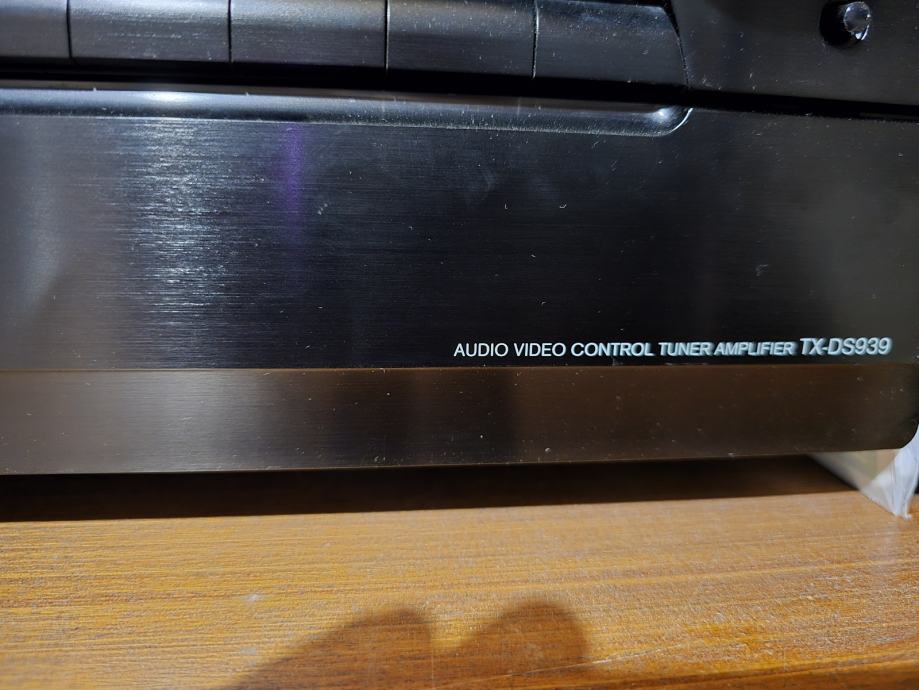 AUDIO VIDEO CONTROL TUNER AMPLIFIER TX-DS939